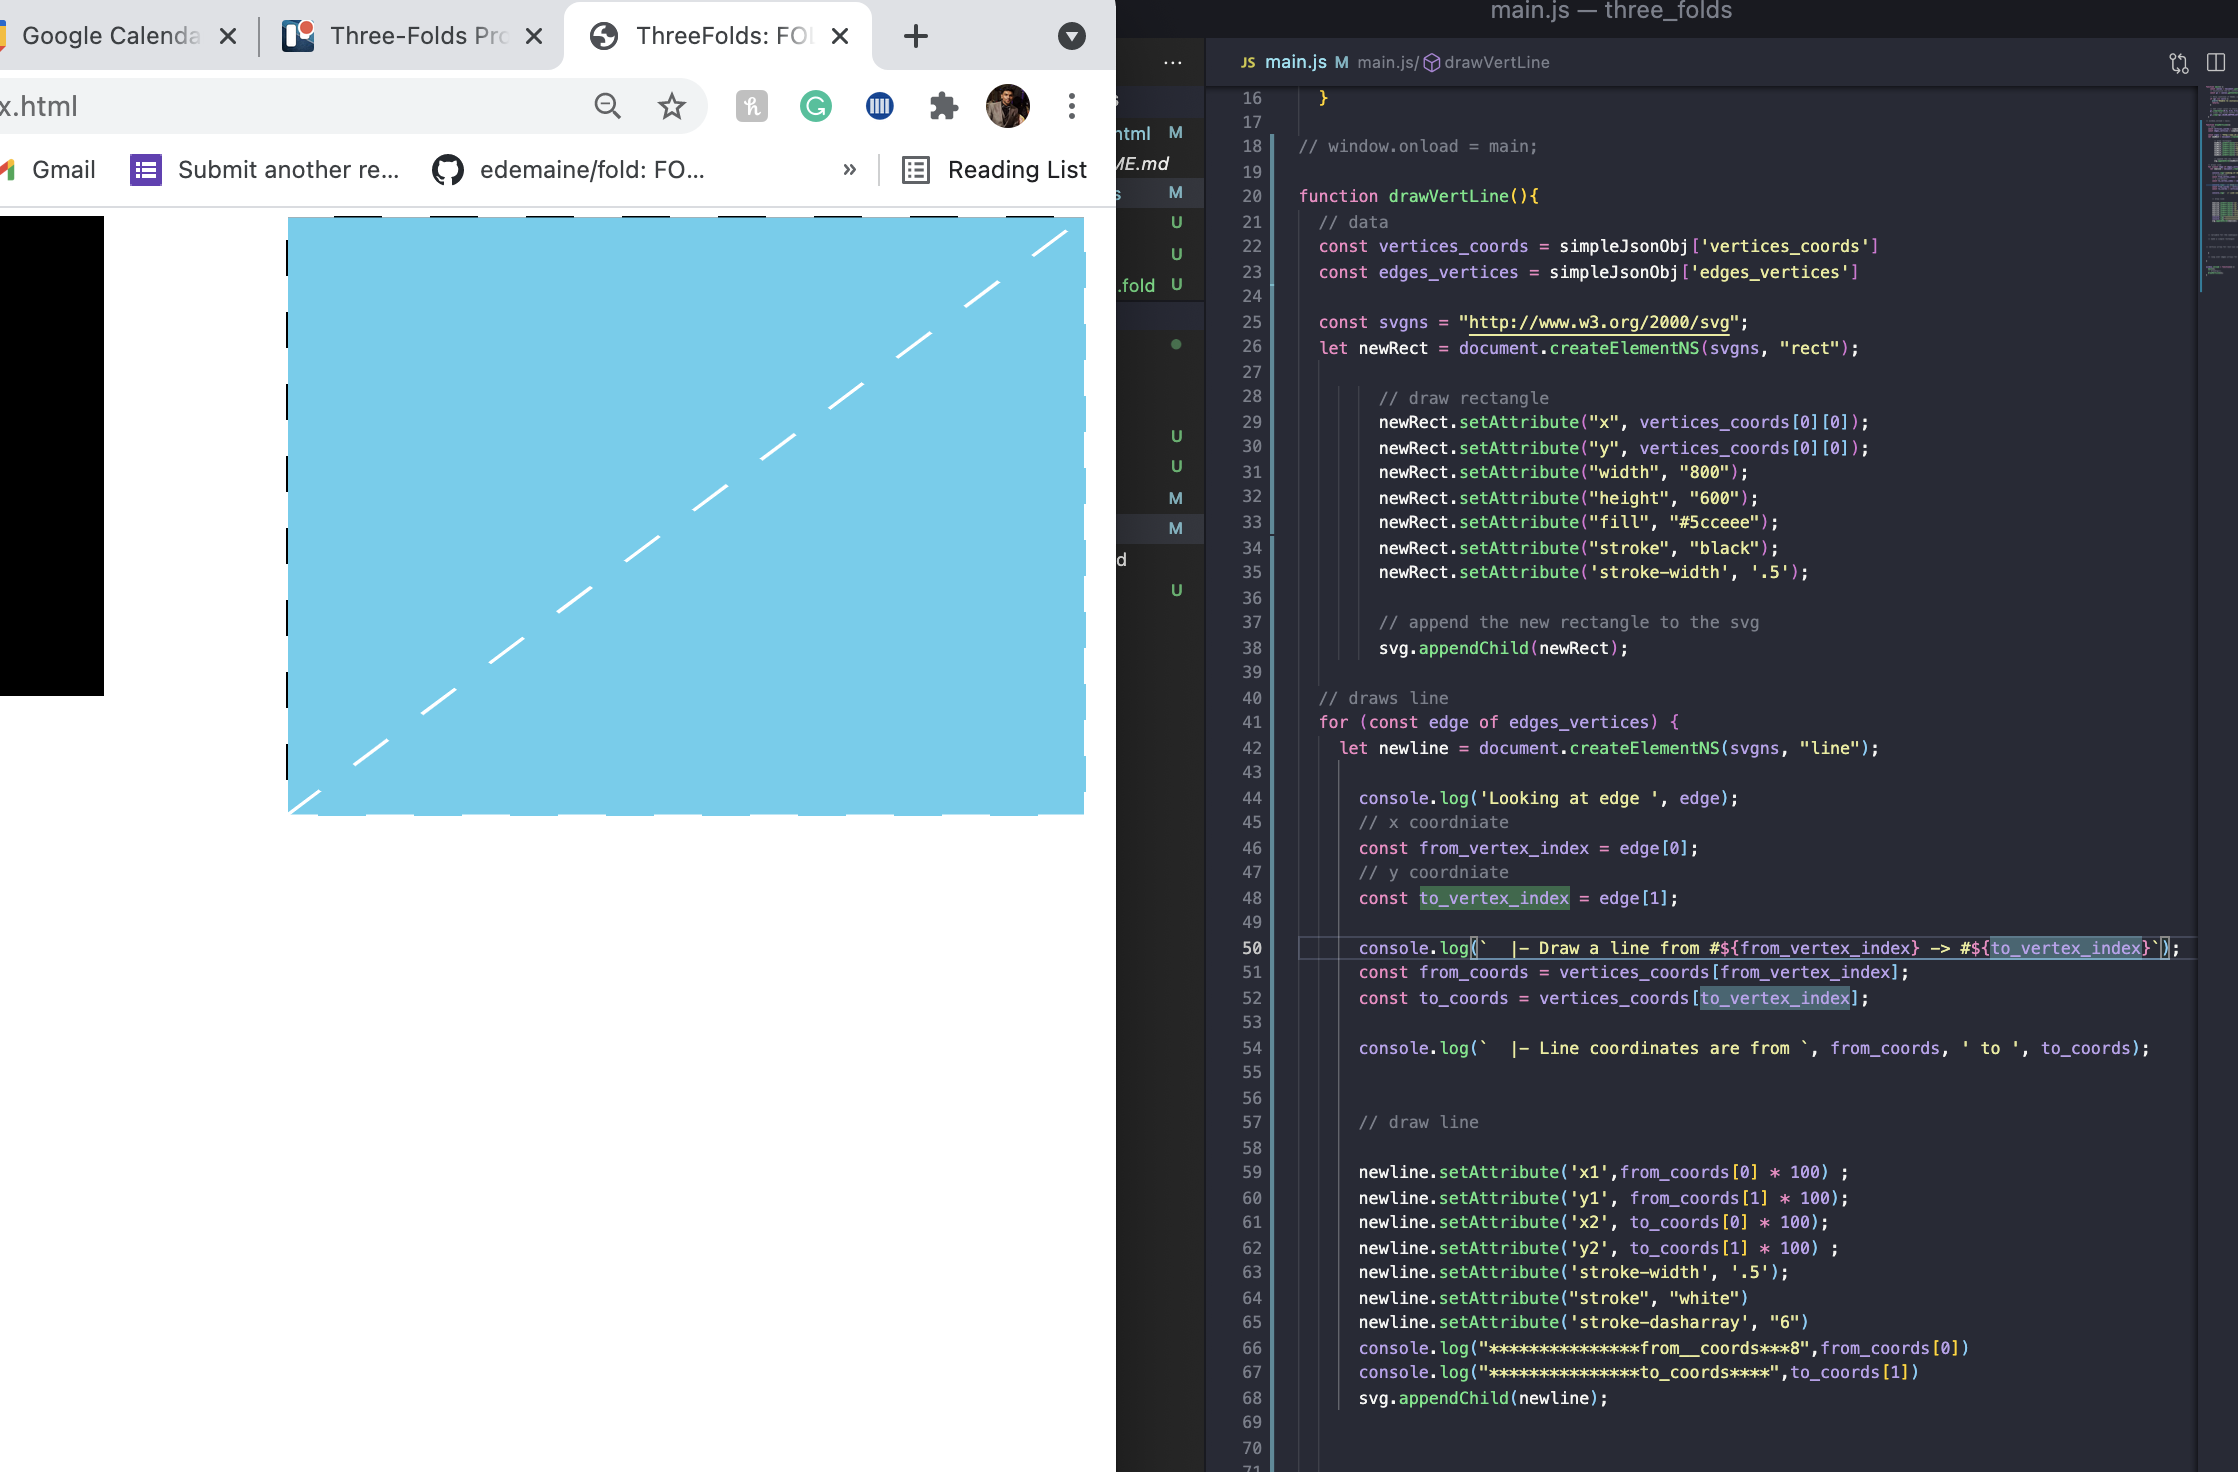 Google Calenda
Three-Folds Pro
ThreeFolds: FOL
x.html
Gmail
Submit another re...
edemaine/fold: FO...
»
Reading List
main.js — three_folds
...
html M
ME.md
s M
U
U
.fold U
U
U
M
M
d
U
JS main.js M main.js/ drawVertLine
16 }
17
18 // window.onload = main;
19
20 function drawVertLine(){
21 // data
22 const vertices_coords = simpleJsonObj['vertices_coords']
23 const edges_vertices = simpleJsonObj['edges_vertices']
24
25 const svgns = "http://www.w3.org/2000/svg";
26 let newRect = document.createElementNS(svgns, "rect");
27
28 // draw rectangle
29 newRect.setAttribute("x", vertices_coords[0][0]);
30 newRect.setAttribute("y", vertices_coords[0][0]);
31 newRect.setAttribute("width", "800");
32 newRect.setAttribute("height", "600");
33 newRect.setAttribute("fill", "#5cceee");
34 newRect.setAttribute("stroke", "black");
35 newRect.setAttribute('stroke-width', '.5');
36
37 // append the new rectangle to the svg
38 svg.appendChild(newRect);
39
40 // draws line
41 for (const edge of edges_vertices) {
42 let newline = document.createElementNS(svgns, "line");
43
44 console.log('Looking at edge ', edge);
45 // x coordniate
46 const from_vertex_index = edge[0];
47 // y coordniate
48 const to_vertex_index = edge[1];
49
50 console.log(`  |- Draw a line from #${from_vertex_index} -> #${to_vertex_index}`);
51 const from_coords = vertices_coords[from_vertex_index];
52 const to_coords = vertices_coords[to_vertex_index];
53
54 console.log(`  |- Line coordinates are from `, from_coords, ' to ', to_coords);
55
56
57 // draw line
58
59 newline.setAttribute('x1',from_coords[0] * 100) ;
60 newline.setAttribute('y1', from_coords[1] * 100);
61 newline.setAttribute('x2', to_coords[0] * 100);
62 newline.setAttribute('y2', to_coords[1] * 100) ;
63 newline.setAttribute('stroke-width', '.5');
64 newline.setAttribute("stroke", "white")
65 newline.setAttribute('stroke-dasharray', "6")
66 console.log("***************from__coords***8",from_coords[0])
67 console.log("***************to_coords****",to_coords[1])
68 svg.appendChild(newline);
69
70
71